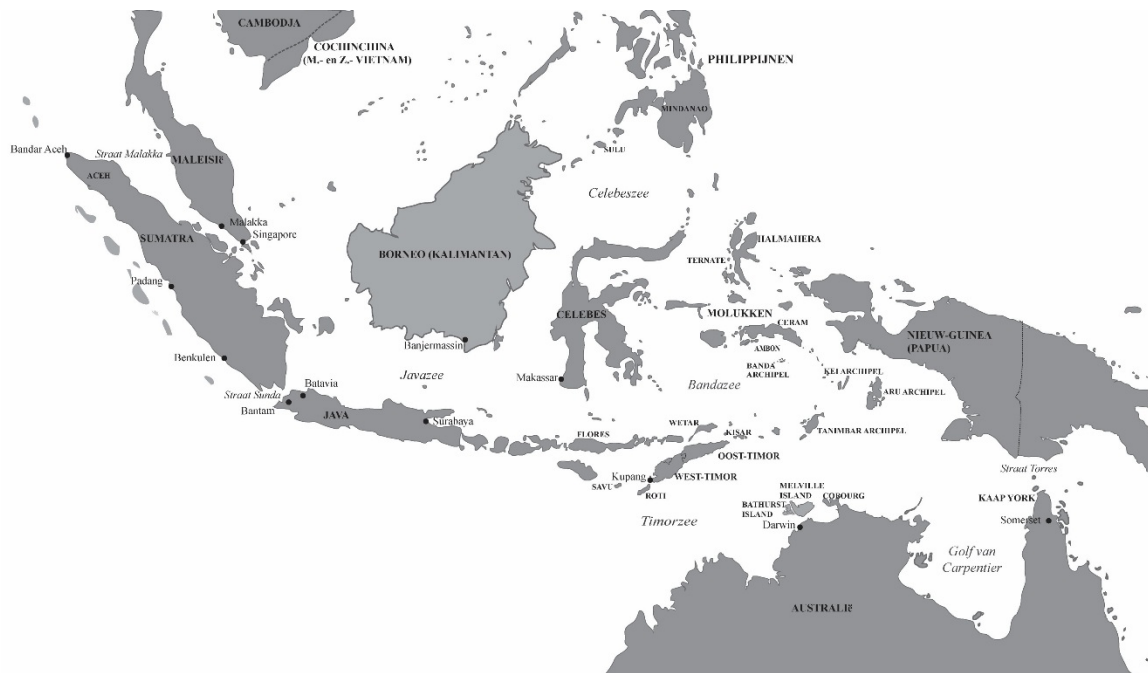 CAMBODJA
COCHINCHINA
(M.- en Z.- VIETNAM)
PHILIPPIJNEN
MINDANAO
Bandar Aceh
Straat Malakka
MALEISIë
SULU
ACEH
Celebeszee
Malakka
Singapore
SUMATRA
HALMAHERA
BORNEO (KALIMANTAN)
TERNATE
Padang
MOLUKKEN
CELEBES
CERAM
NIEUW-GUINEA
(PAPUA)
Banjermassin
AMBON
Benkulen
BANDA
ARCHIPEL
KEI ARCHIPEL
Javazee
Makassar
Bandazee
ARU ARCHIPEL
Straat Sunda
Batavia
Bantam
JAVA
Surabaya
WETAR
KISAR
TANIMBAR ARCHIPEL
FLORES
OOST-TIMOR
Straat Torres
Kupang
WEST-TIMOR
SAVU
ROTI
MELVILLE
ISLAND
COBOURG
BATHURST
ISLAND
KAAP YORK
Timorzee
Darwin
Somerset
Golf van
Carpentier
AUSTRALIë